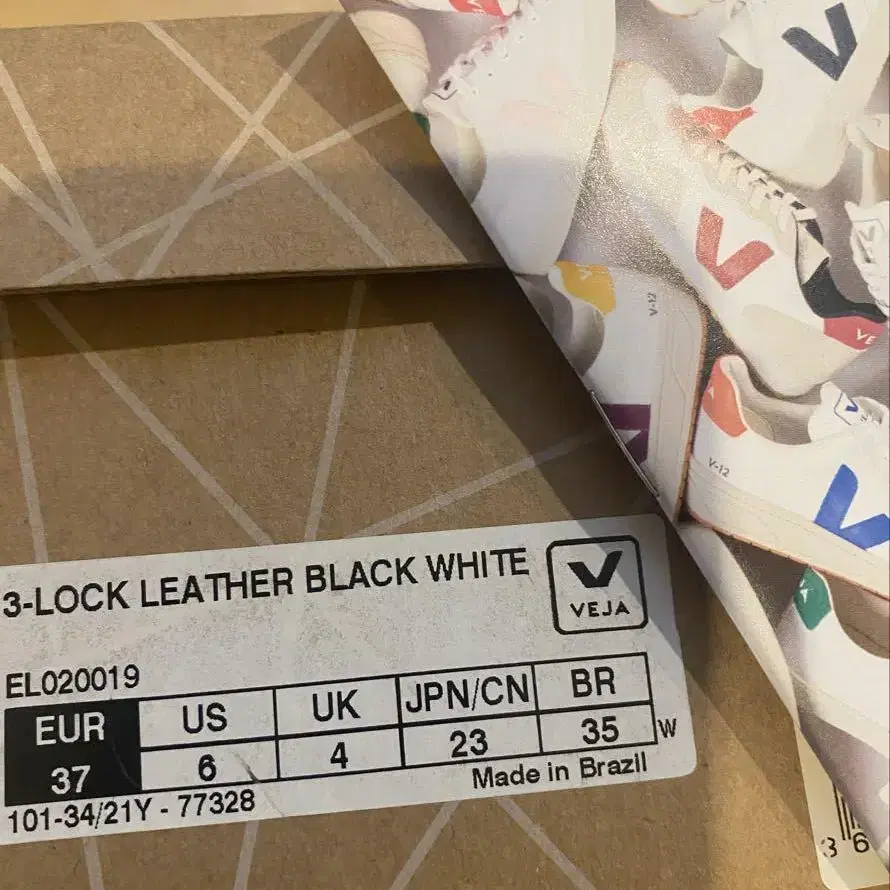 3-LOCK LEATHER BLACK WHITE
VEJA
EL020019
EUR US UK JPN/CN BR
37 6 4 23 35 W
Made in Brazil
101-34/21Y - 77328
V-12
V-12